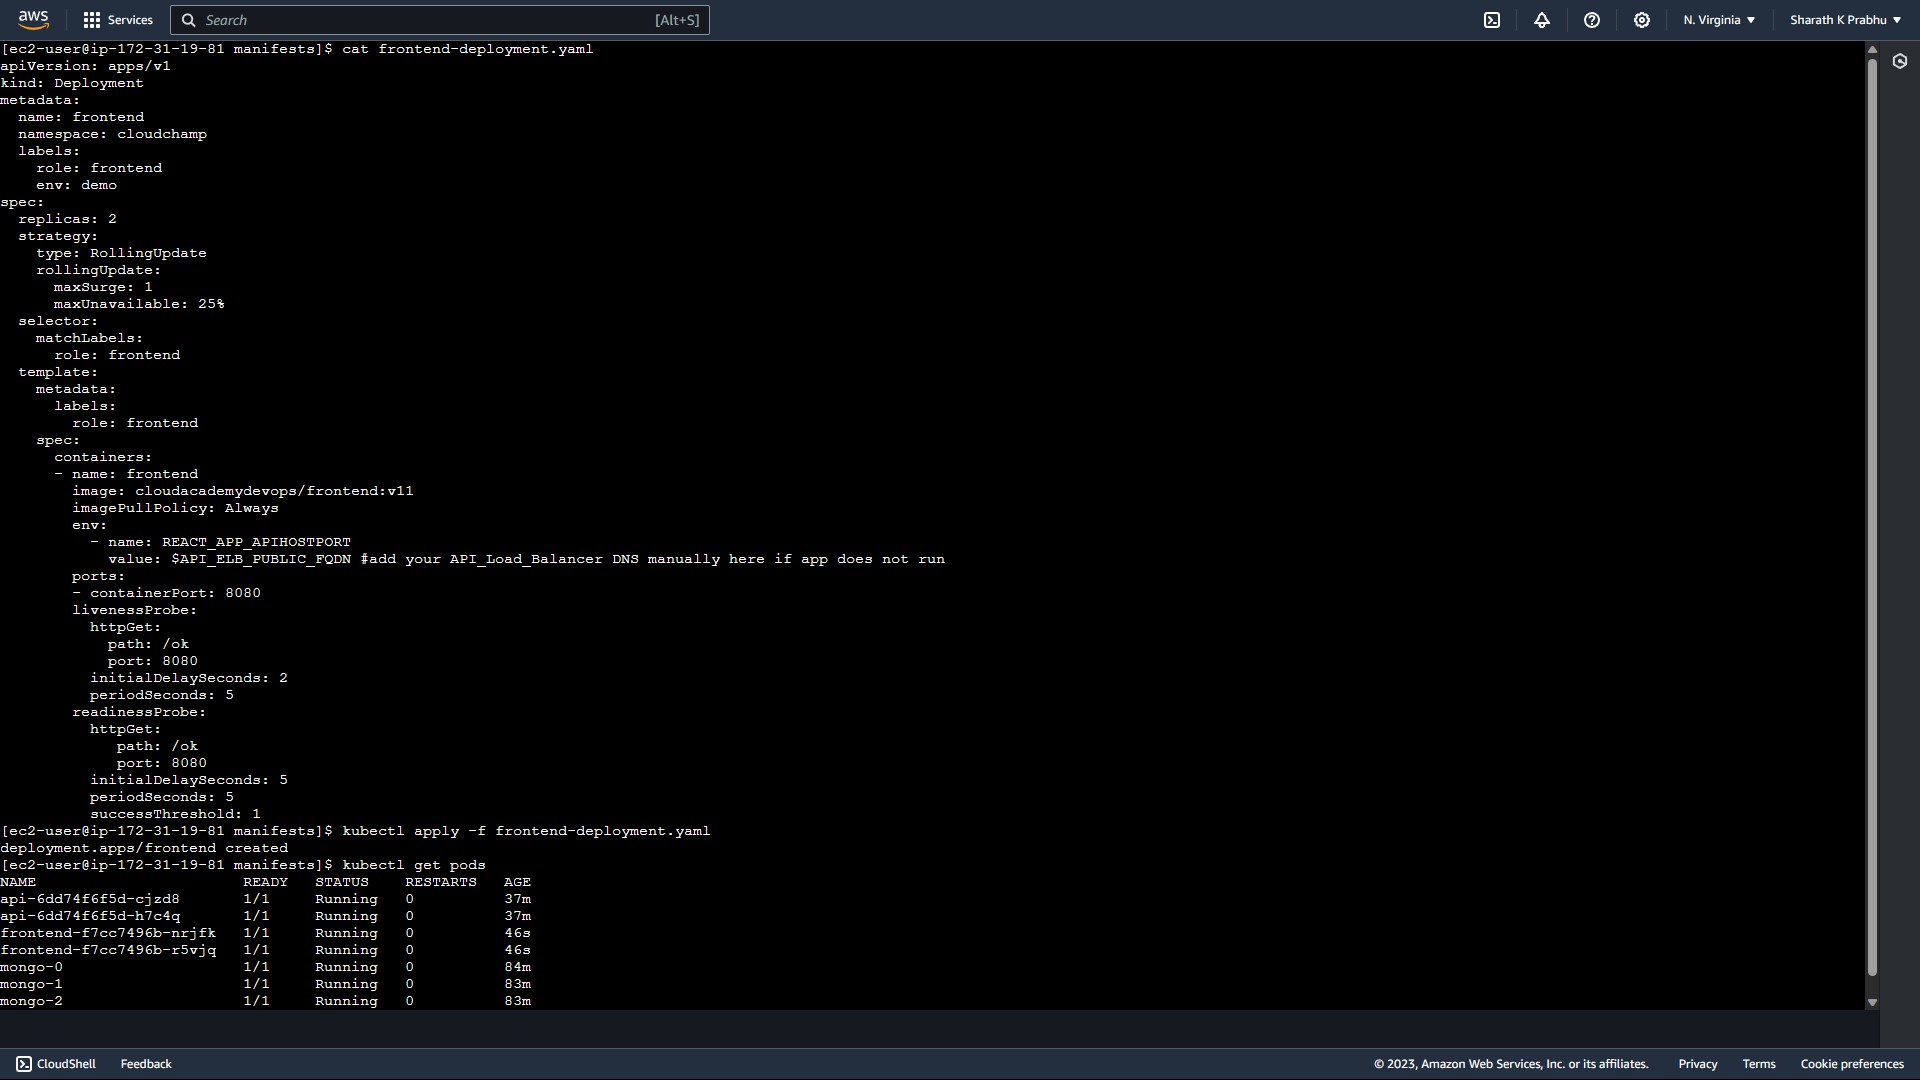 aws
Services
Search
[Alt+S]
N. Virginia
Sharath K Prabhu
[ec2-user@ip-172-31-19-81 manifests]$ cat frontend-deployment.yaml
apiVersion: apps/v1
kind: Deployment
metadata:
  name: frontend
  namespace: cloudchamp
  labels:
    role: frontend
    env: demo
spec:
  replicas: 2
  strategy:
    type: RollingUpdate
    rollingUpdate:
      maxSurge: 1
      maxUnavailable: 25%
  selector:
    matchLabels:
      role: frontend
  template:
    metadata:
      labels:
        role: frontend
    spec:
      containers:
      - name: frontend
        image: cloudacademydevops/frontend:v11
        imagePullPolicy: Always
        env:
          - name: REACT_APP_APIHOSTPORT
            value: $API_ELB_PUBLIC_FQDN #add your API_Load_Balancer DNS manually here if app does not run
        ports:
        - containerPort: 8080
        livenessProbe:
          httpGet:
            path: /ok
            port: 8080
          initialDelaySeconds: 2
          periodSeconds: 5
        readinessProbe:
          httpGet:
             path: /ok
             port: 8080
          initialDelaySeconds: 5
          periodSeconds: 5
          successThreshold: 1
[ec2-user@ip-172-31-19-81 manifests]$ kubectl apply -f frontend-deployment.yaml
deployment.apps/frontend created
[ec2-user@ip-172-31-19-81 manifests]$ kubectl get pods
NAME                       READY   STATUS    RESTARTS   AGE
api-6dd74f6f5d-cjzd8       1/1     Running   0          37m
api-6dd74f6f5d-h7c4q       1/1     Running   0          37m
frontend-f7cc7496b-nrjfk   1/1     Running   0          46s
frontend-f7cc7496b-r5vjq   1/1     Running   0          46s
mongo-0                    1/1     Running   0          84m
mongo-1                    1/1     Running   0          83m
mongo-2                    1/1     Running   0          83m
CloudShell
Feedback
© 2023, Amazon Web Services, Inc. or its affiliates.
Privacy
Terms
Cookie preferences